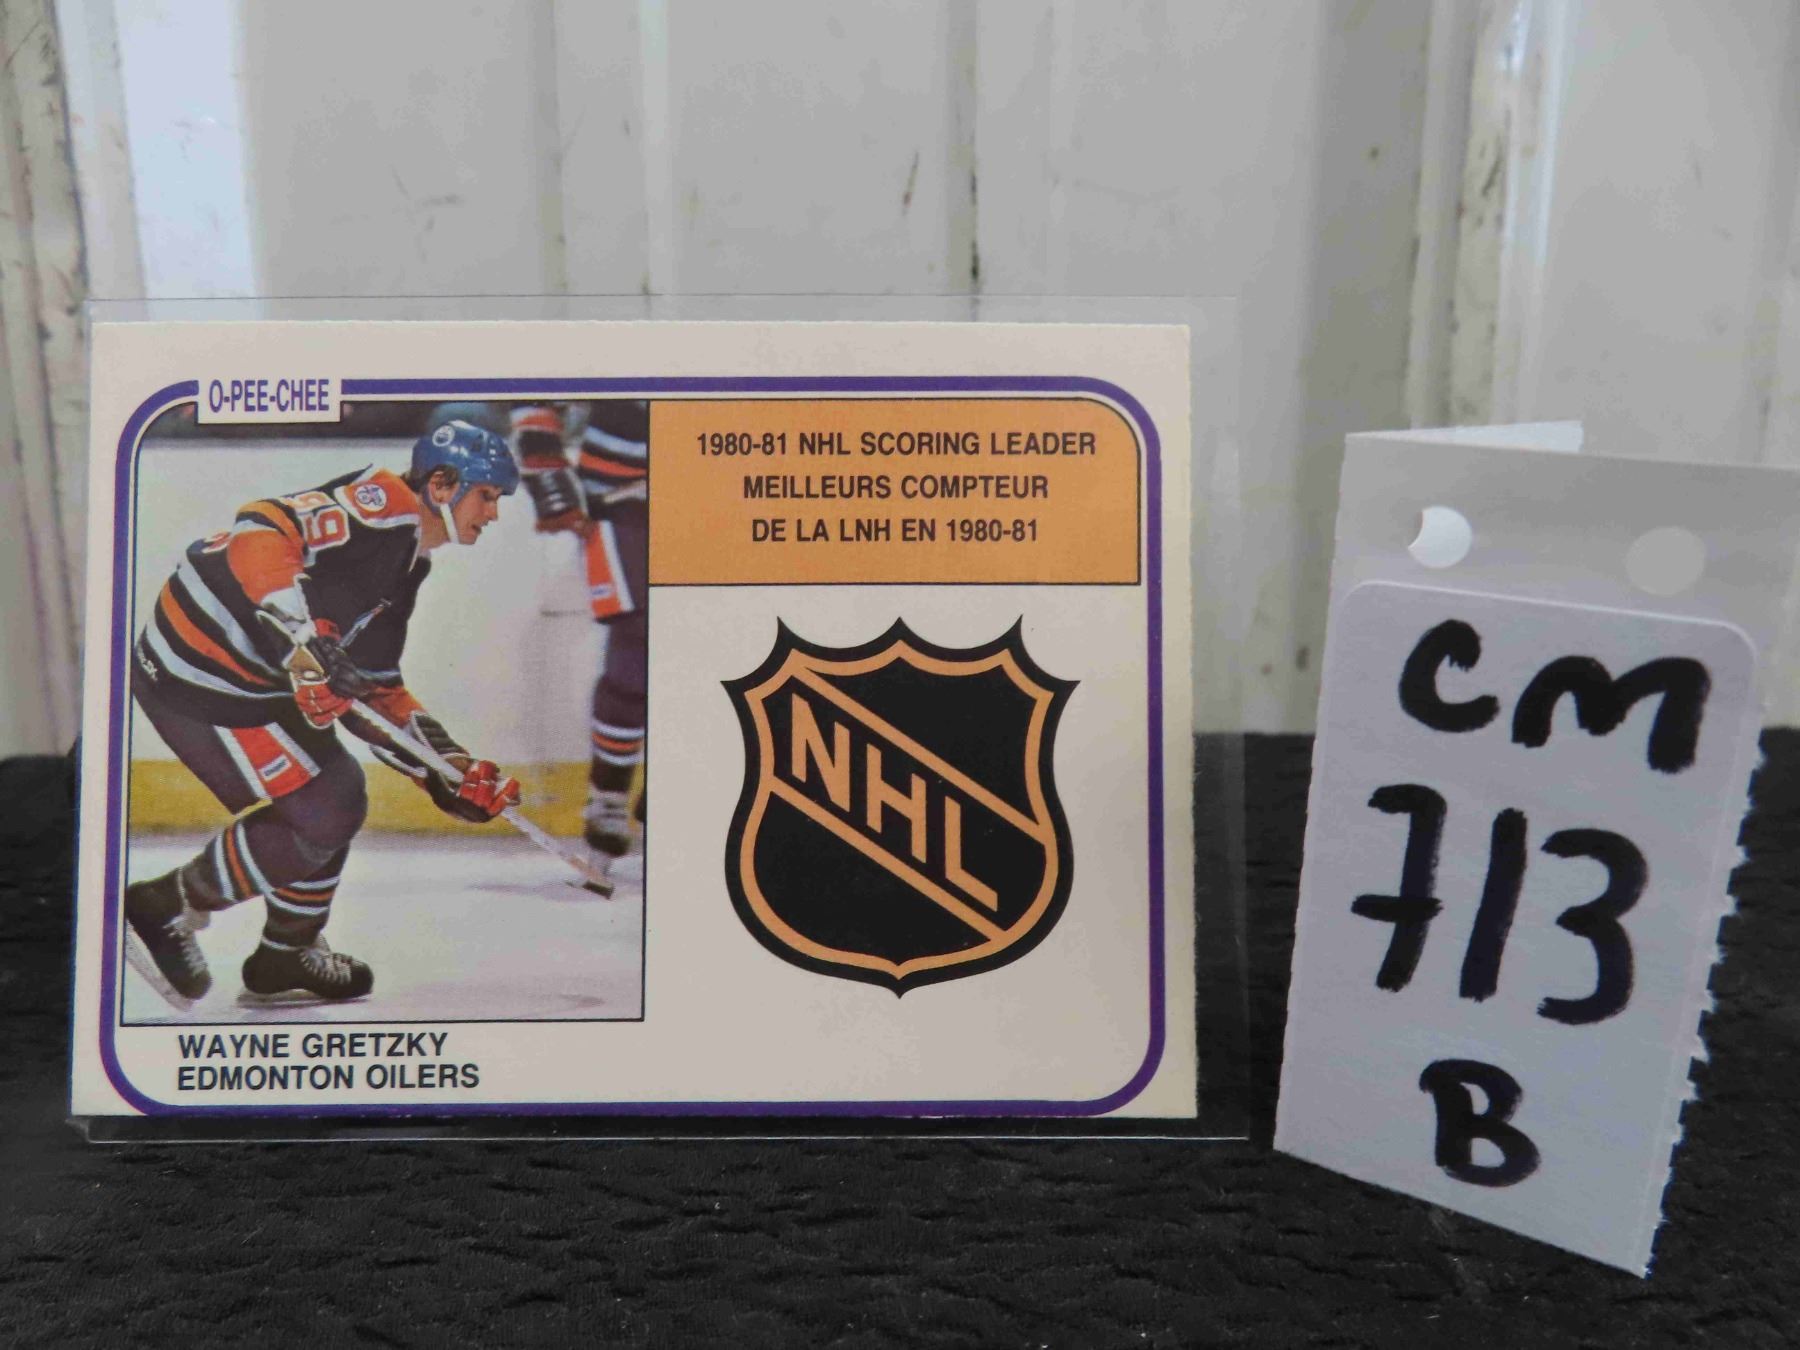 O-PEE-CHEE
1980-81 NHL SCORING LEADER
MEILLEURS COMPTEUR
DE LA LNH EN 1980-81
99
NHL
WAYNE GRETZKY
EDMONTON OILERS
CM
713
B